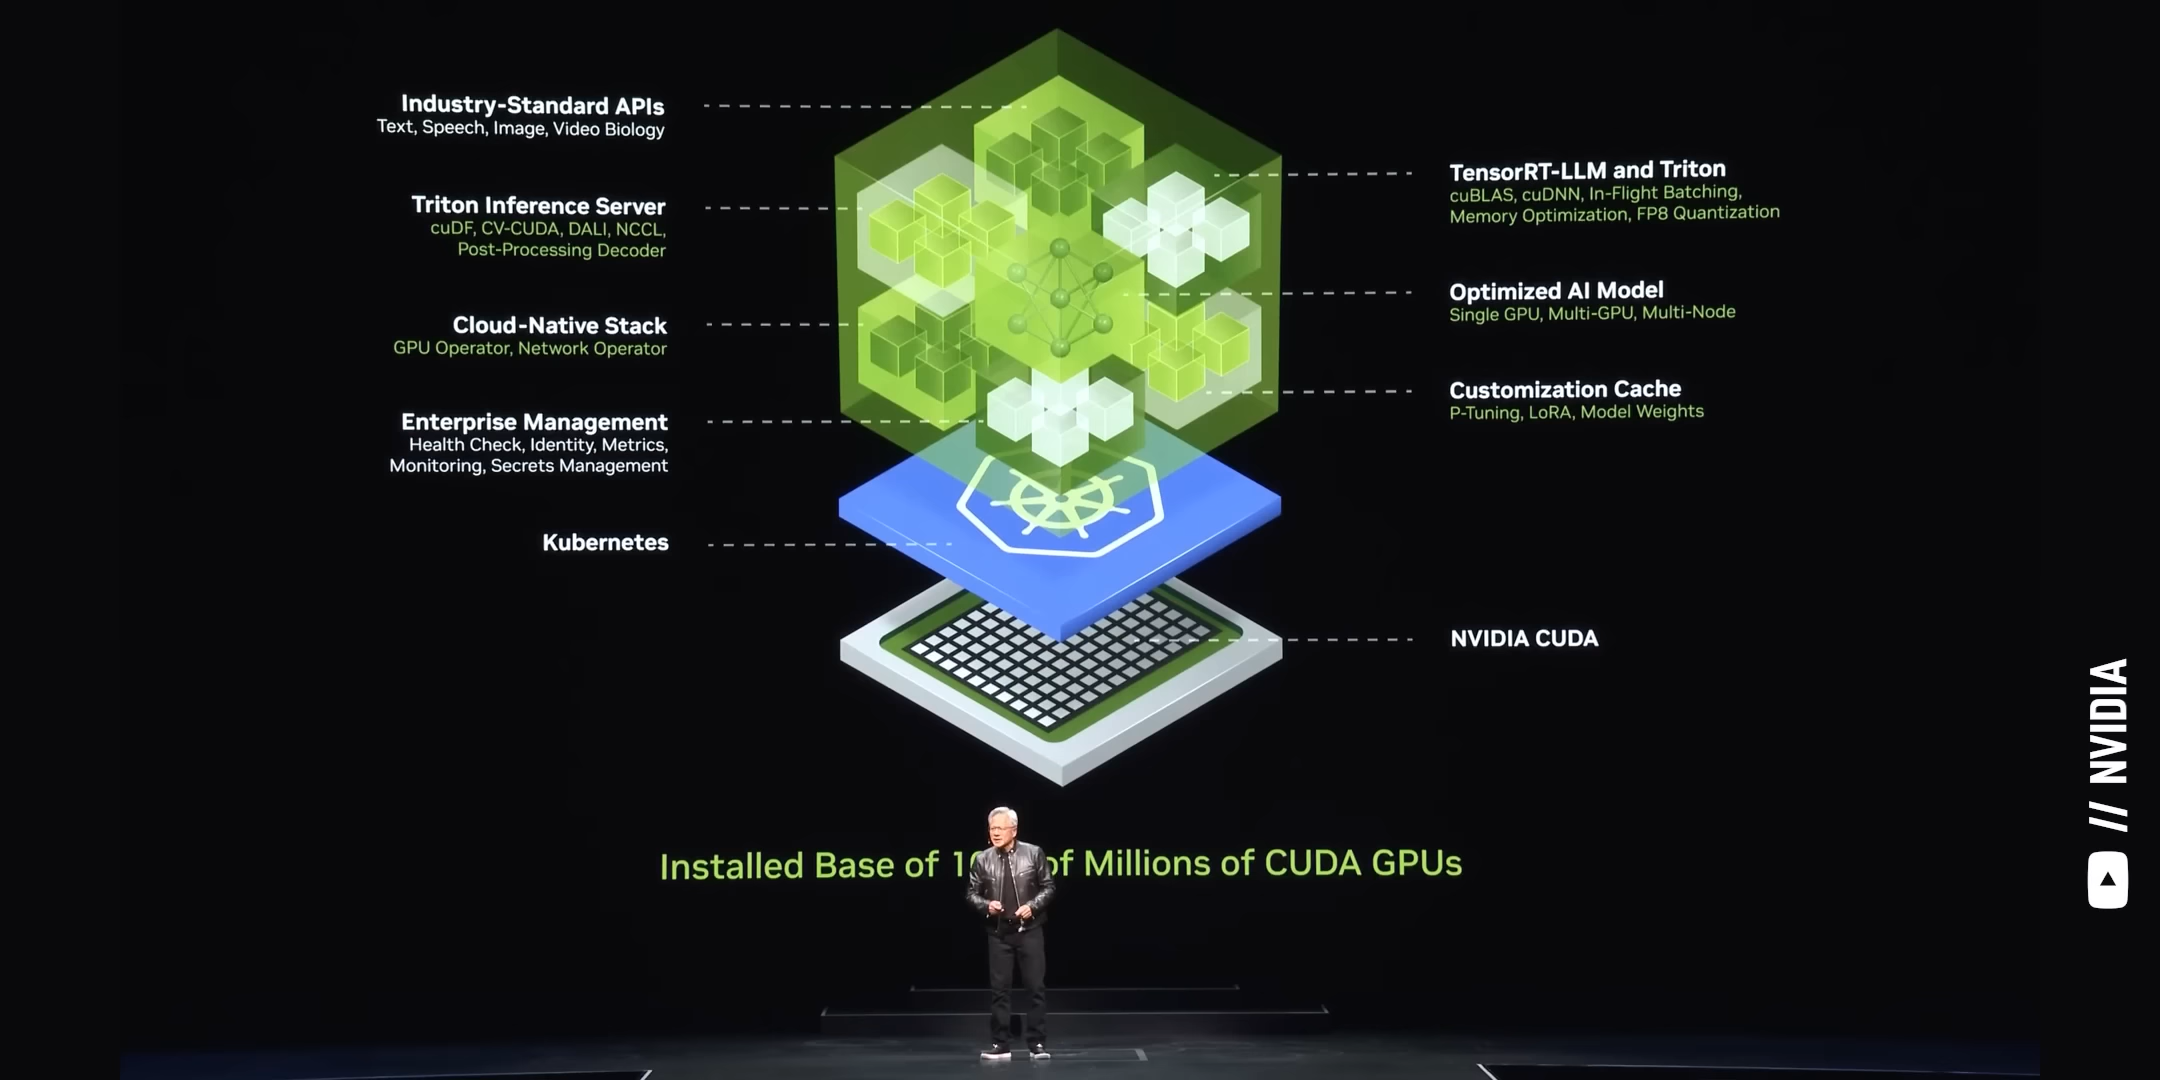 Industry-Standard APIs
Text, Speech, Image, Video Biology
Triton Inference Server
cuDF, CV-CUDA, DALI, NCCL,
Post-Processing Decoder
Cloud-Native Stack
GPU Operator, Network Operator
Enterprise Management
Health Check, Identity, Metrics,
Monitoring, Secrets Management
Kubernetes
TensorRT-LLM and Triton
cuBLAS, cuDNN, In-Flight Batching,
Memory Optimization, FP8 Quantization
Optimized AI Model
Single GPU, Multi-GPU, Multi-Node
Customization Cache
P-Tuning, LoRA, Model Weights
NVIDIA CUDA
Installed Base of of Millions of CUDA GPUs
// NVIDIA